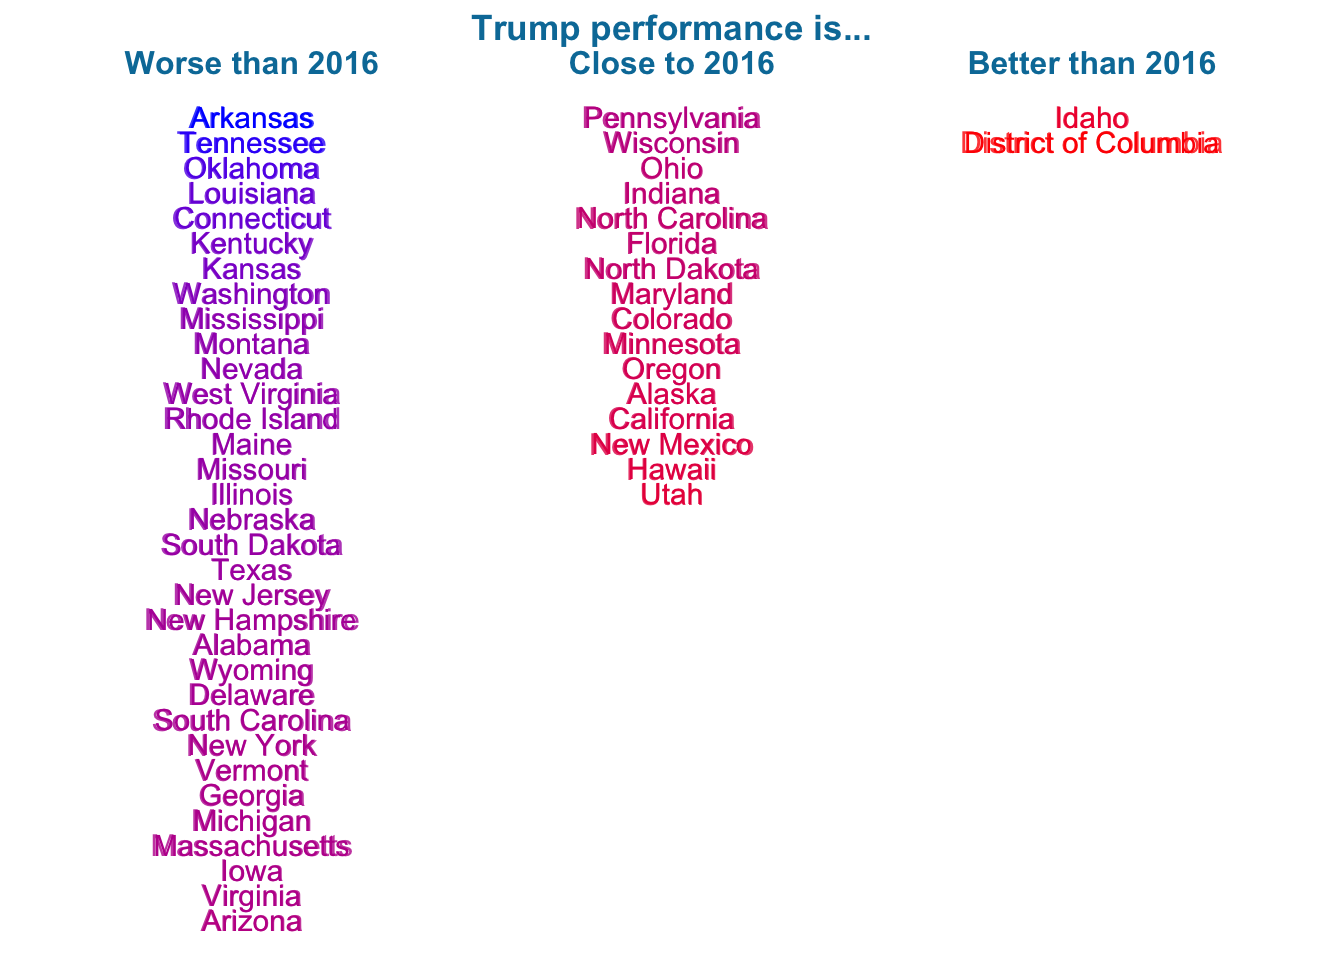 Trump performance is...
Worse than 2016
Close to 2016
Better than 2016
Arkansas
Tennessee
Oklahoma
Louisiana
Connecticut
Kentucky
Kansas
Washington
Mississippi
Montana
Nevada
West Virginia
Rhode Island
Maine
Missouri
Illinois
Nebraska
South Dakota
Texas
New Jersey
New Hampshire
Alabama
Wyoming
Delaware
South Carolina
New York
Vermont
Georgia
Michigan
Massachusetts
Iowa
Virginia
Arizona
Pennsylvania
Wisconsin
Ohio
Indiana
North Carolina
Florida
North Dakota
Maryland
Colorado
Minnesota
Oregon
Alaska
California
New Mexico
Hawaii
Utah
Idaho
District of Columbia